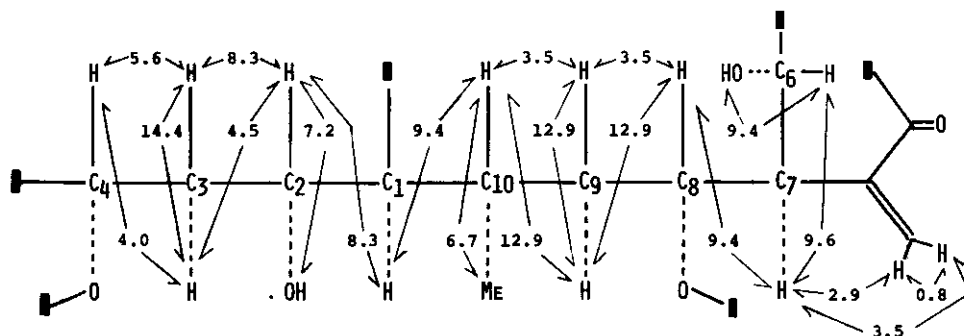 C6
HO H
H 5.6 H 8.3 H H 3.5 H 3.5 H
14.4 4.5 7.2 9.4 12.9 12.9 9.4 O
C4 C3 C2 C1 C10 C9 C8 C7
4.0 8.3 6.7 12.9 9.4 9.6
H H
O H .OH H ME H O H 2.9 0.8
3.5